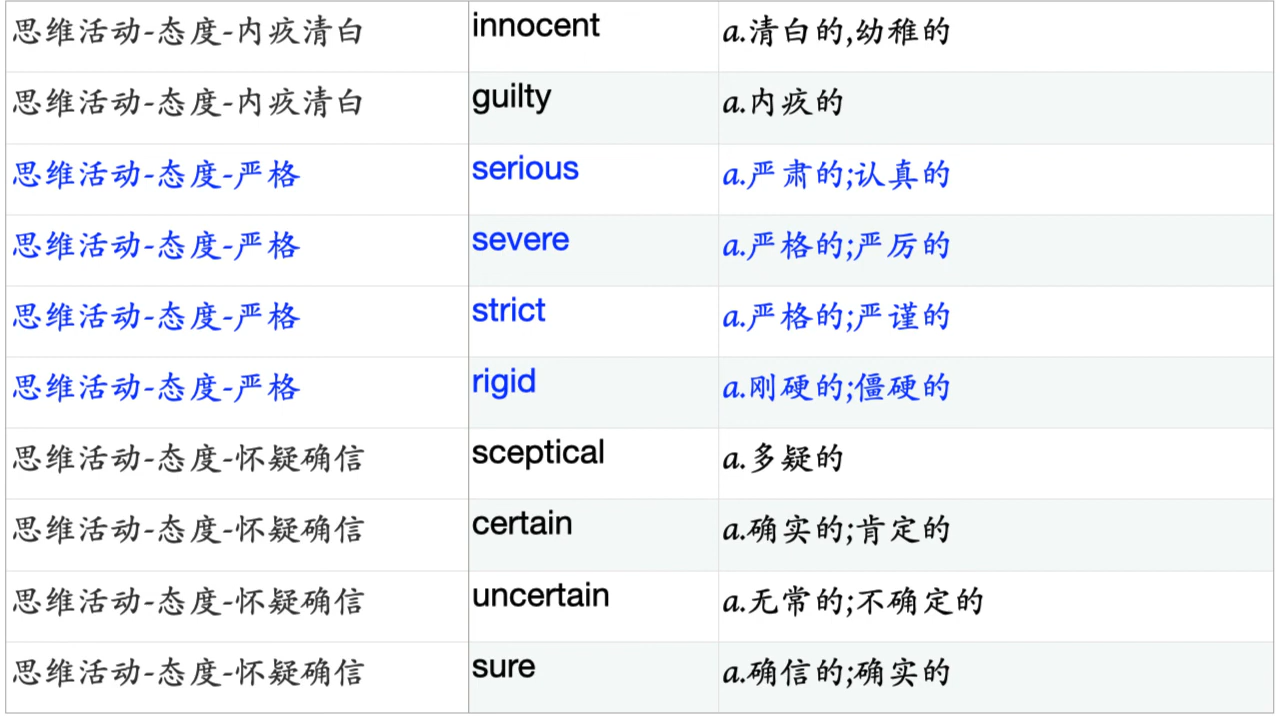 思维活动-态度-内疚清白 innocent a.清白的,幼稚的
思维活动-态度-内疚清白 guilty a.内疚的
思维活动-态度-严格 serious a.严肃的;认真的
思维活动-态度-严格 severe a.严格的;严厉的
思维活动-态度-严格 strict a.严格的;严谨的
思维活动-态度-严格 rigid a.刚硬的;僵硬的
思维活动-态度-怀疑确信 sceptical a.多疑的
思维活动-态度-怀疑确信 certain a.确实的;肯定的
思维活动-态度-怀疑确信 uncertain a.无常的;不确定的
思维活动-态度-怀疑确信 sure a.确信的;确实的